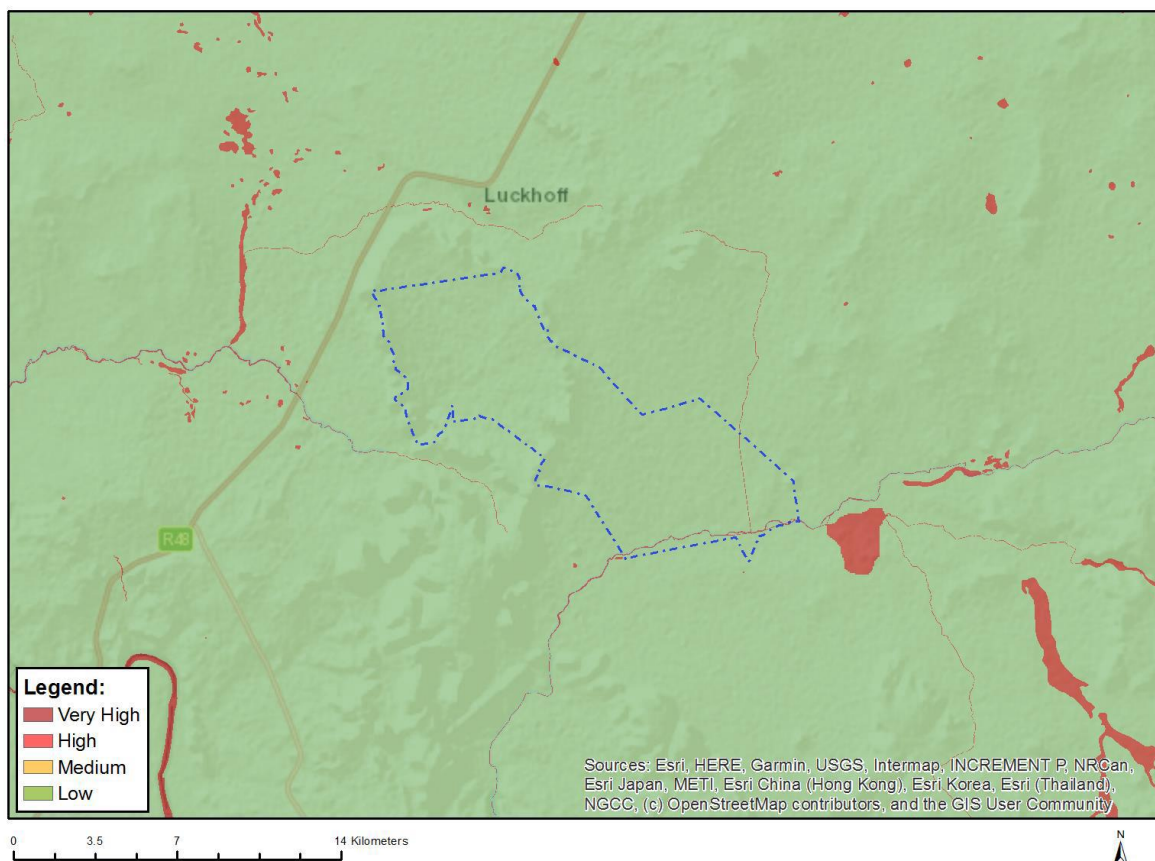 Luckhoff
R48
Legend:
Very High
High
Medium
Low
Sources: Esri, HERE, Garmin, USGS, Intermap, INCREMENT P, NRCan,
Esri Japan, METI, Esri China (Hong Kong), Esri Korea, Esri (Thailand),
NGCC, (c) OpenStreetMap contributors, and the GIS User Community
0 3.5 7 14 Kilometers
N